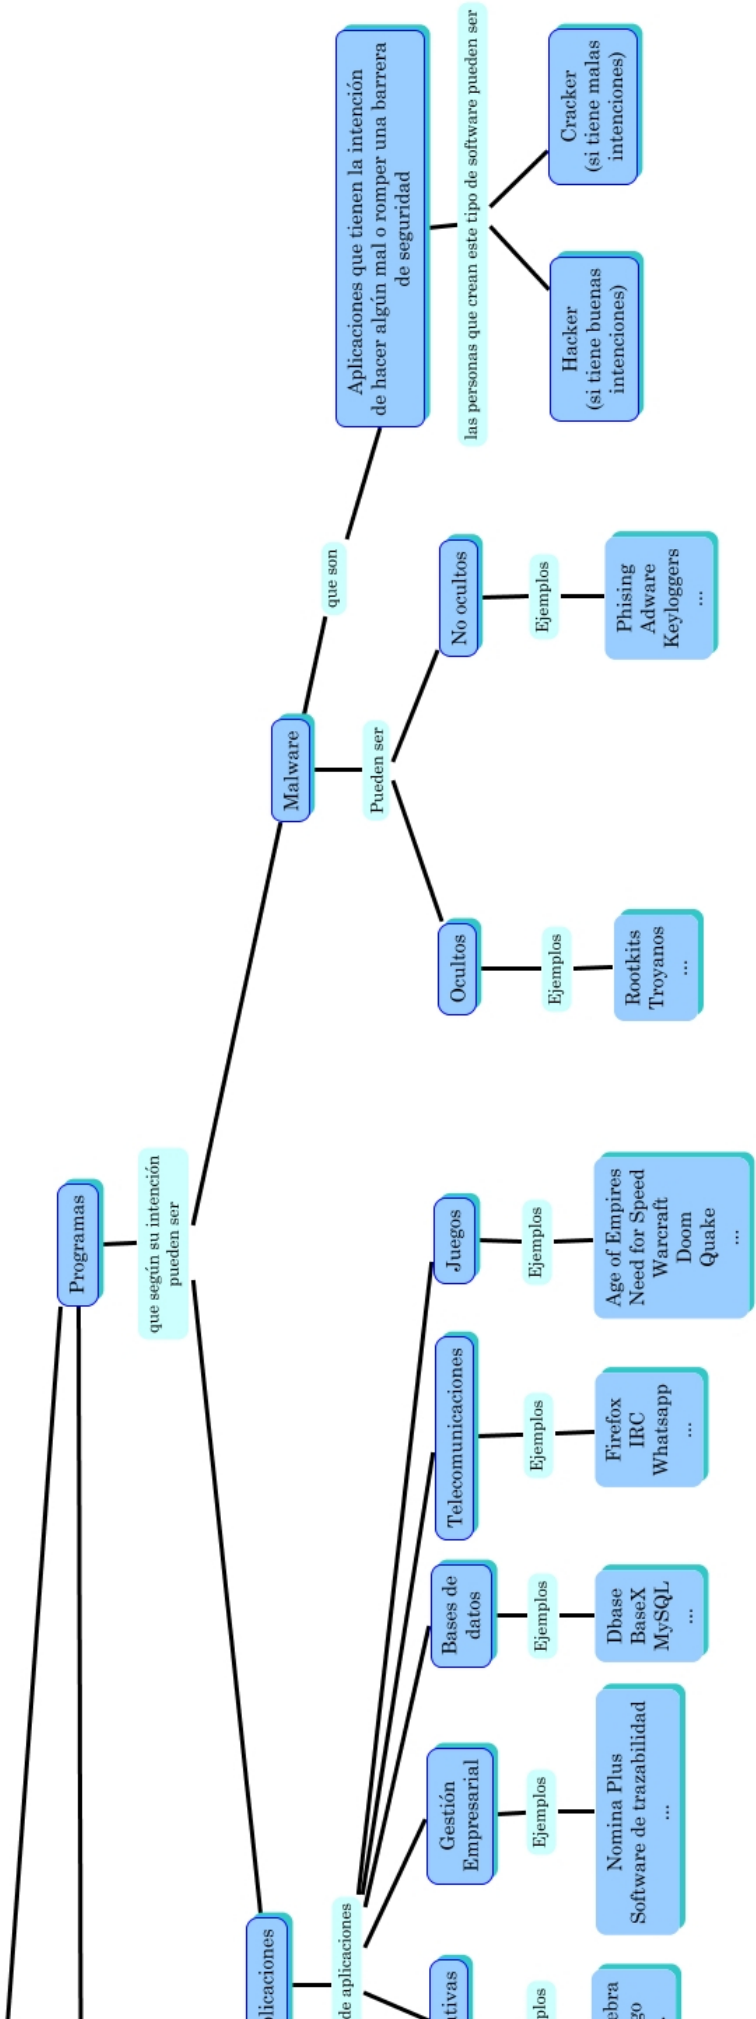 Programas
que según su intención
pueden ser
Malware
que son
Aplicaciones que tienen la intención
de hacer algún mal o romper una barrera
de seguridad
las personas que crean este tipo de software pueden ser
Hacker
(si tiene buenas
intenciones)
Cracker
(si tiene malas
intenciones)
Pueden ser
Ocultos
Ejemplos
Rootkits
Troyanos
...
No ocultos
Ejemplos
Phising
Adware
Keyloggers
...
de aplicaciones
Gestión
Empresarial
Ejemplos
Nomina Plus
Software de trazabilidad
...
Bases de
datos
Ejemplos
Dbase
BaseX
MySQL
...
Telecomunicaciones
Ejemplos
Firefox
IRC
Whatsapp
...
Juegos
Ejemplos
Age of Empires
Need for Speed
Warcraft
Doom
Quake
...